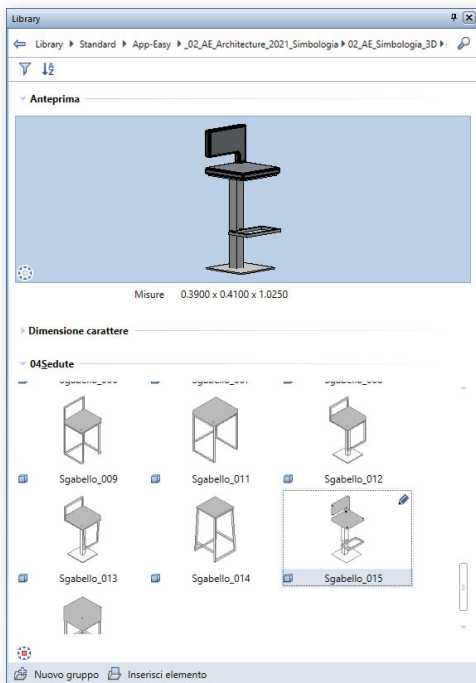 Library
Library Standard App-Easy _02_AE_Architecture_2021_Simbologia 02_AE_Simbologia_3D
Anteprima
Misure 0.3900 x 0.4100 x 1.0250
Dimensione carattere
04Sedute
Sgabello_009 Sgabello_011 Sgabello_012
Sgabello_013 Sgabello_014 Sgabello_015
Nuovo gruppo Inserisci elemento